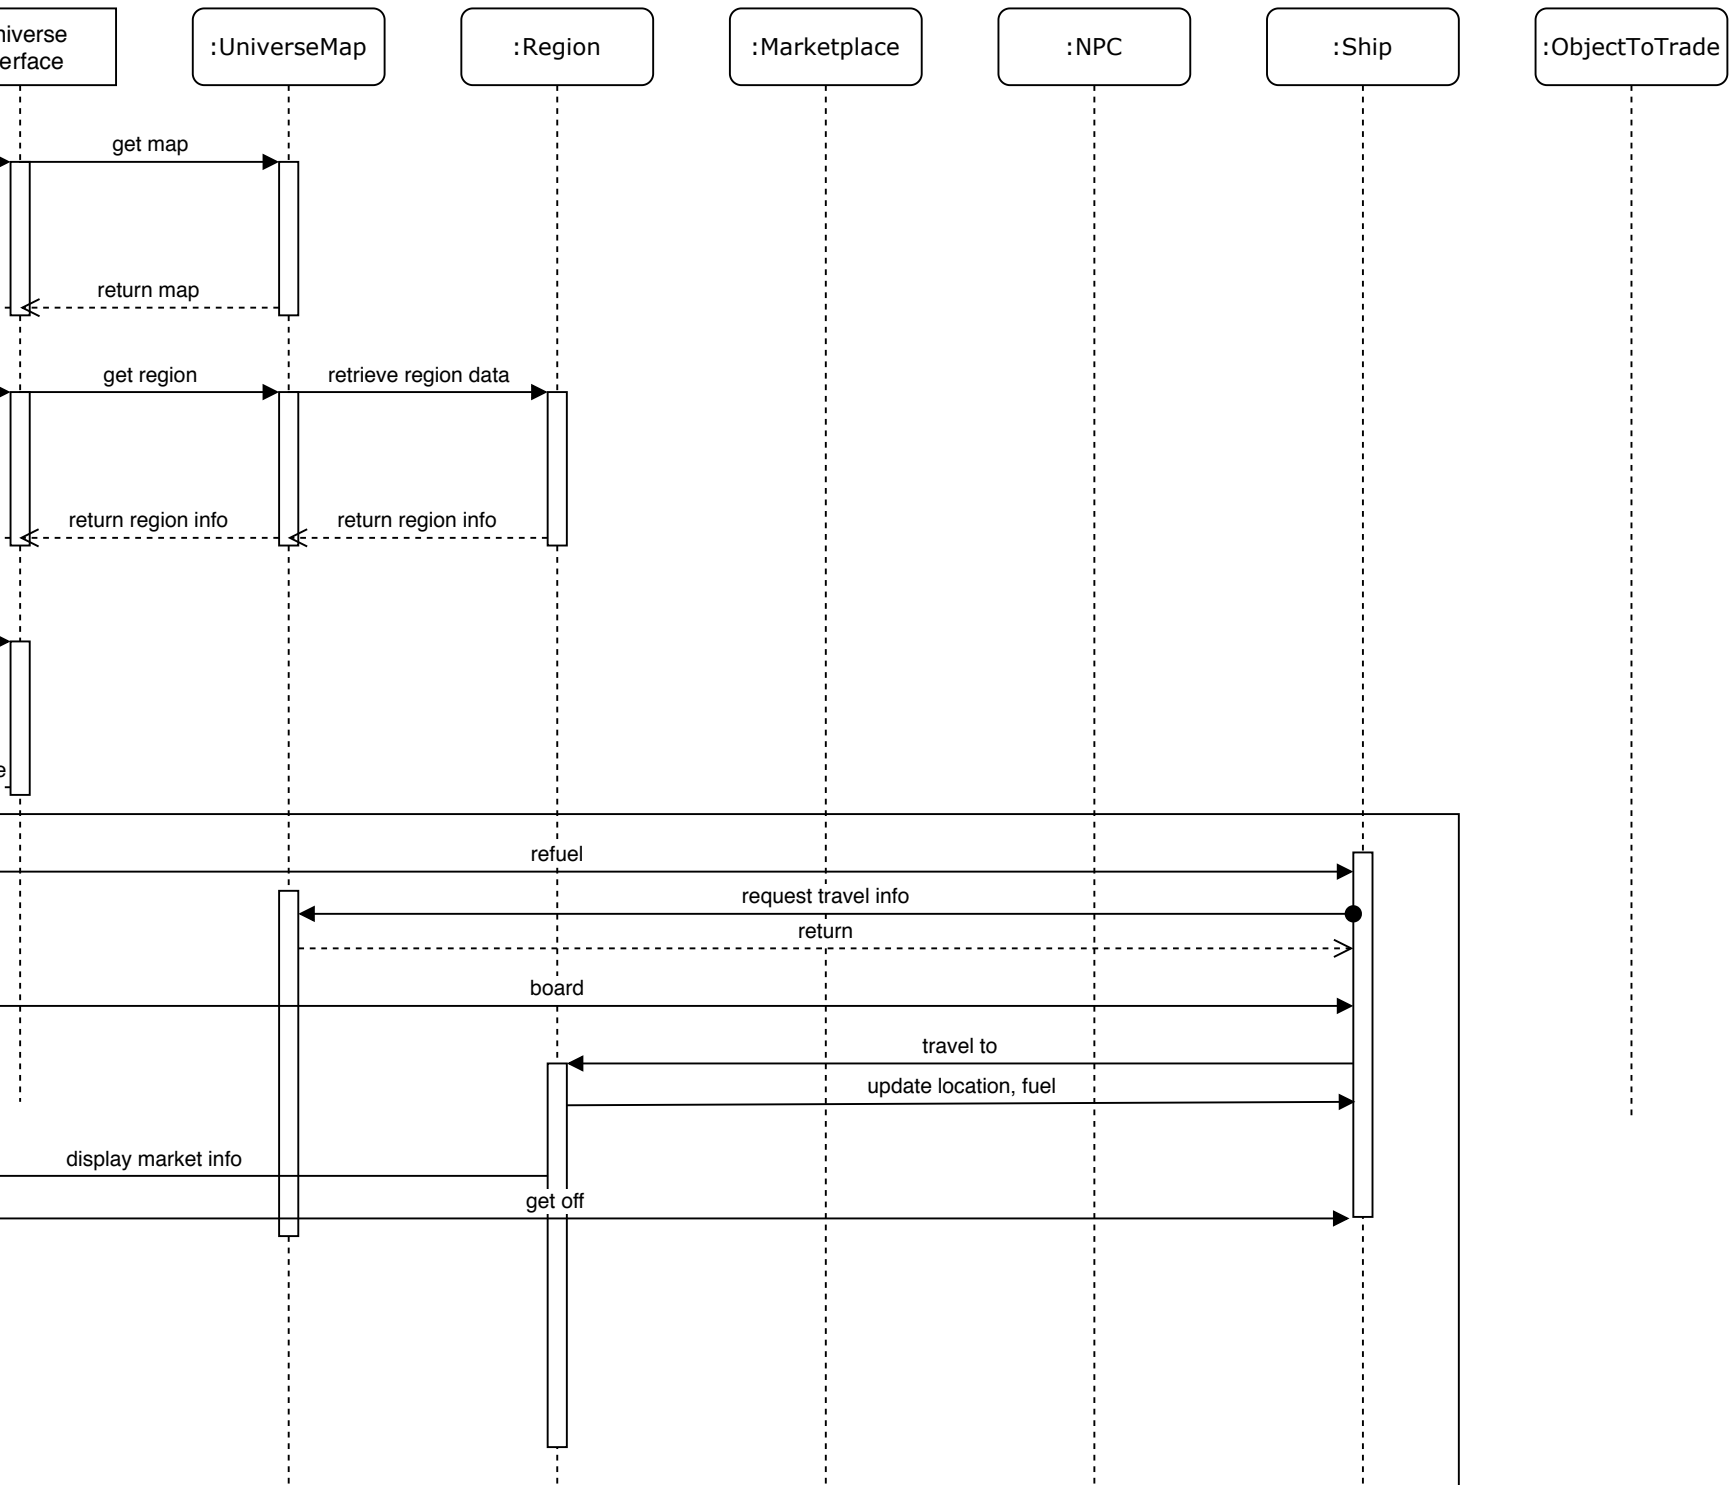 :UniverseMap
:Region
:Marketplace
:NPC
:Ship
:ObjectToTrade
get map
return map
get region
retrieve region data
return region info
return region info
refuel
request travel info
return
board
travel to
update location, fuel
display market info
get off